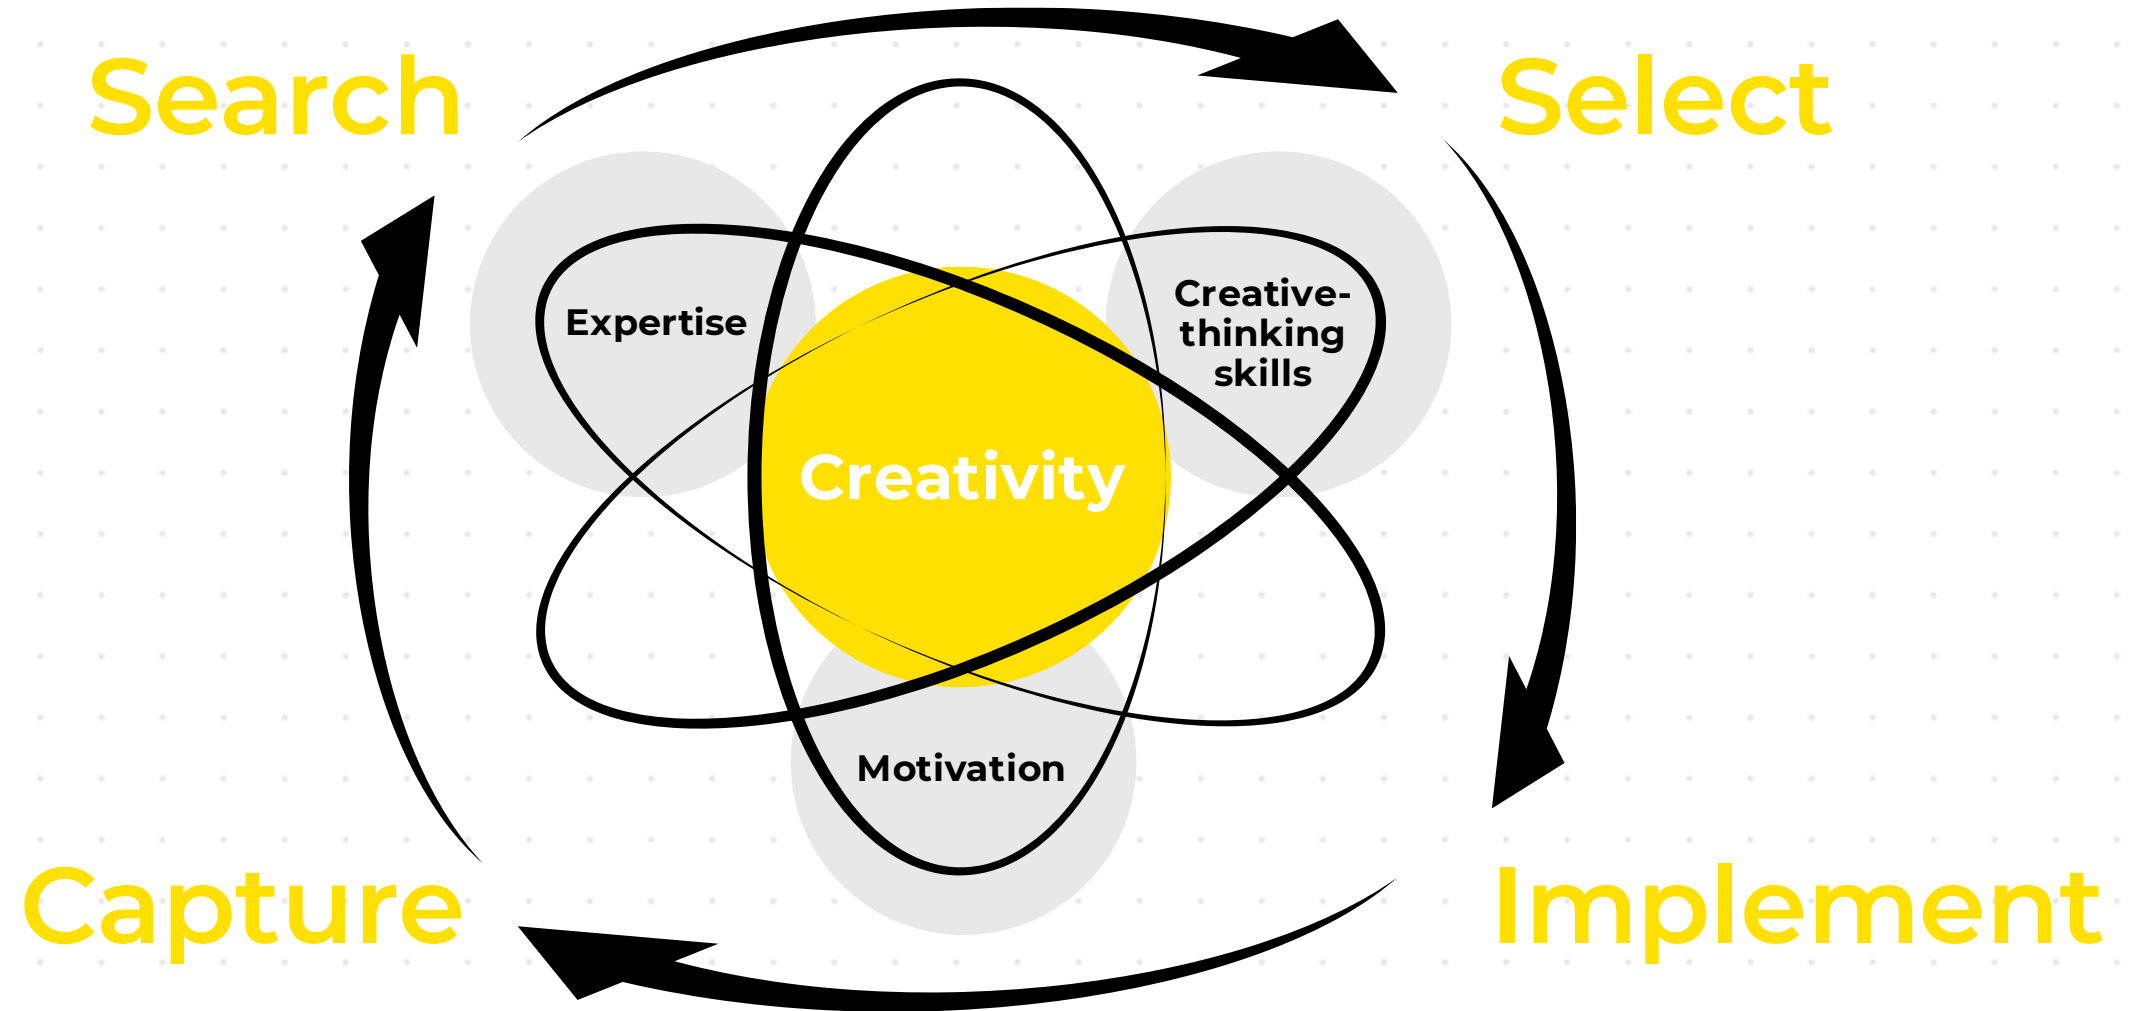 Search
Select
Expertise
Creative-
thinking
skills
Creativity
Motivation
Capture
Implement